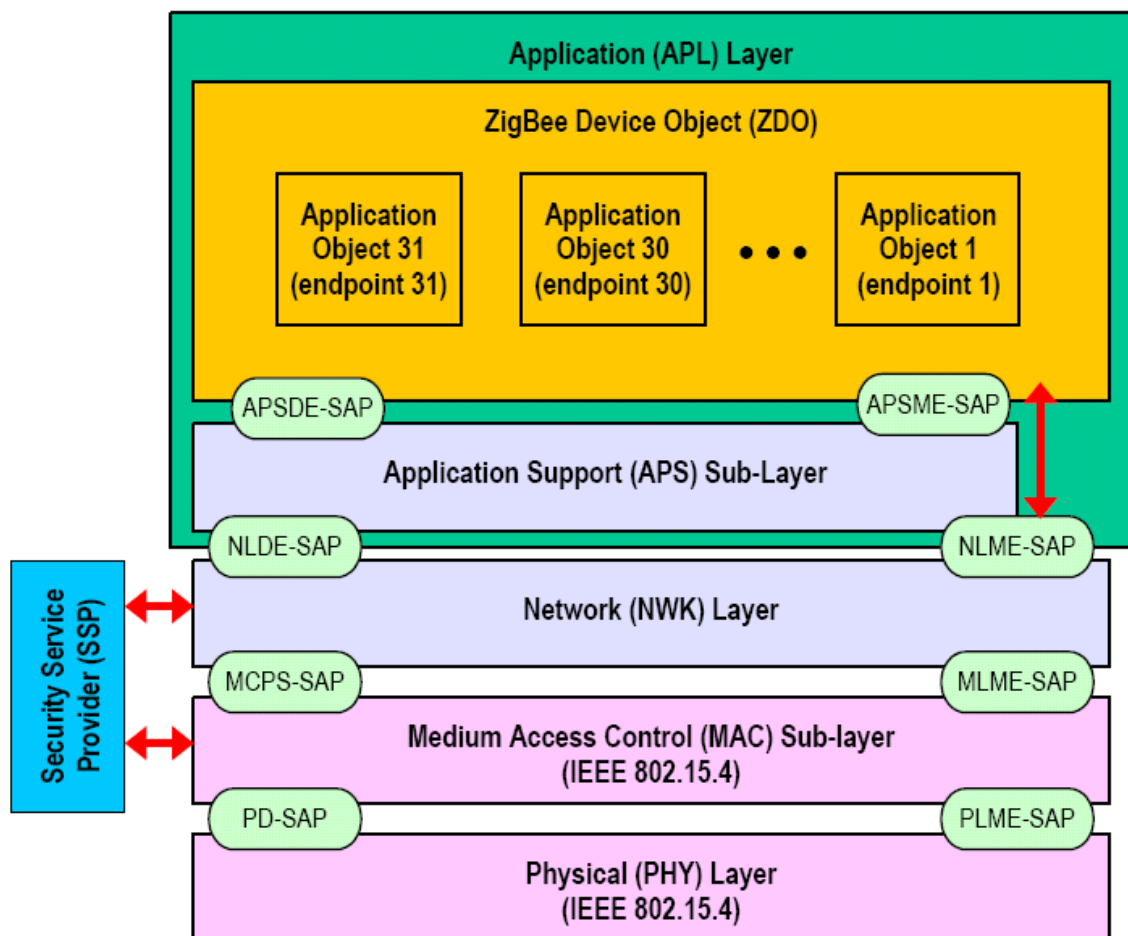 Application (APL) Layer
ZigBee Device Object (ZDO)
Application
Object 31
(endpoint 31)
Application
Object 30
(endpoint 30)
Application
Object 1
(endpoint 1)
APSDE-SAP
APSME-SAP
Application Support (APS) Sub-Layer
NLDE-SAP
NLME-SAP
Security Service
Provider (SSP)
Network (NWK) Layer
MCPS-SAP
MLME-SAP
Medium Access Control (MAC) Sub-layer
(IEEE 802.15.4)
PD-SAP
PLME-SAP
Physical (PHY) Layer
(IEEE 802.15.4)